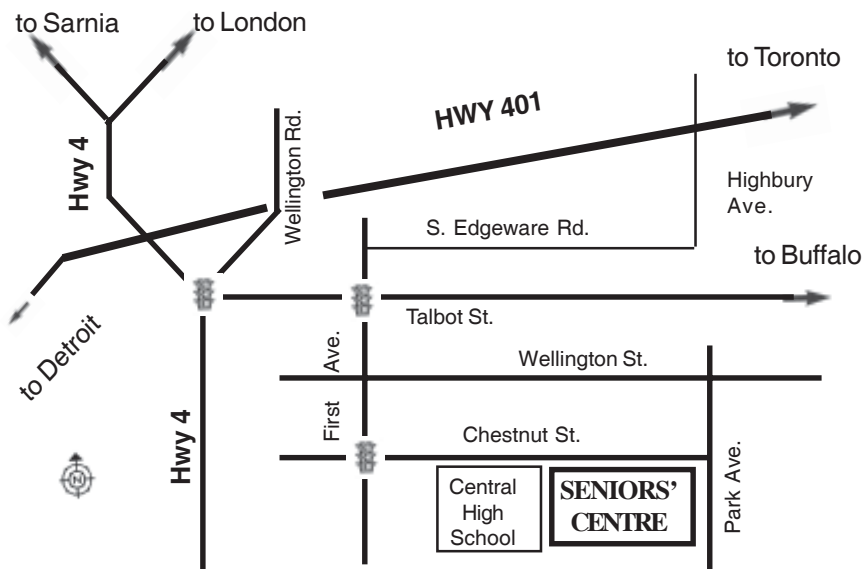 to Sarnia
to London
to Toronto
HWY 401
Hwy 4
Wellington Rd.
Highbury
Ave.
S. Edgeware Rd.
to Buffalo
Talbot St.
to Detroit
First Ave.
Wellington St.
Hwy 4
Chestnut St.
N
Central
High
School
SENIORS’
CENTRE
Park Ave.